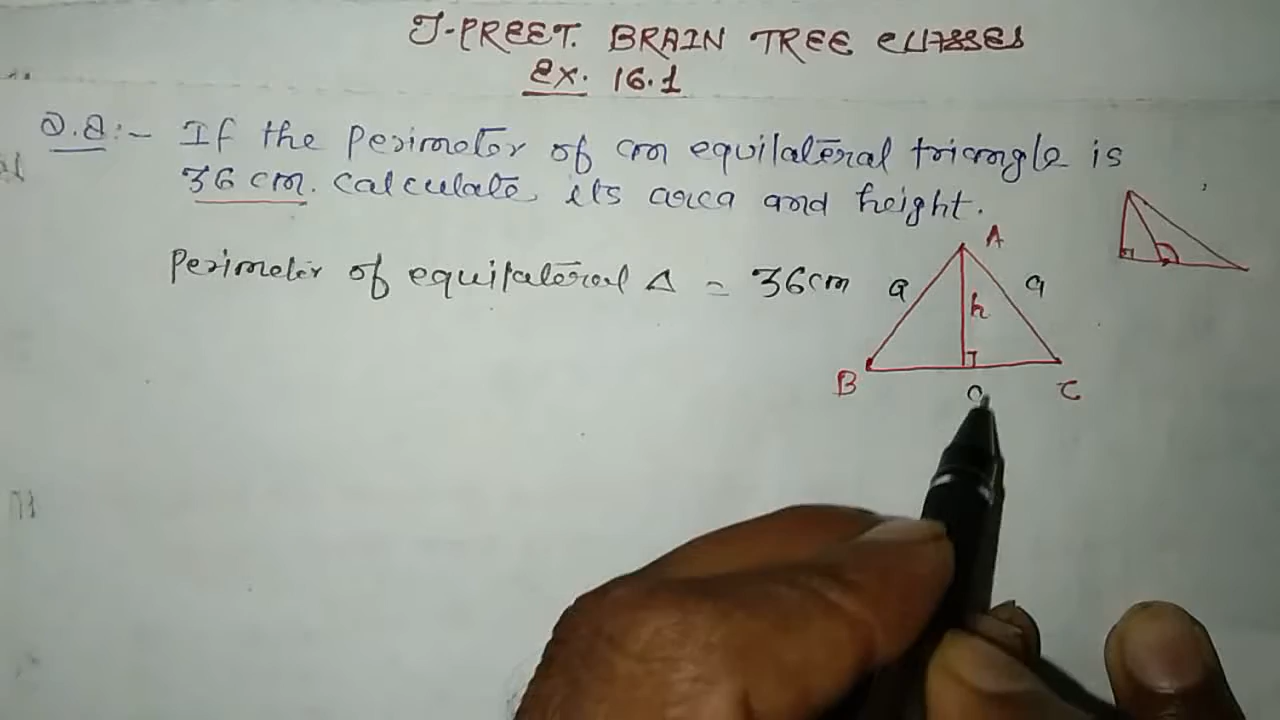 J-PREET. BRAIN TREE CLASSES
Ex. 16.1
Q.8:- If the perimeter of an equilateral triangle is
36 cm. calculate its area and height.
Perimeter of equilateral Δ = 36cm
A
a
a
h
B
a
C